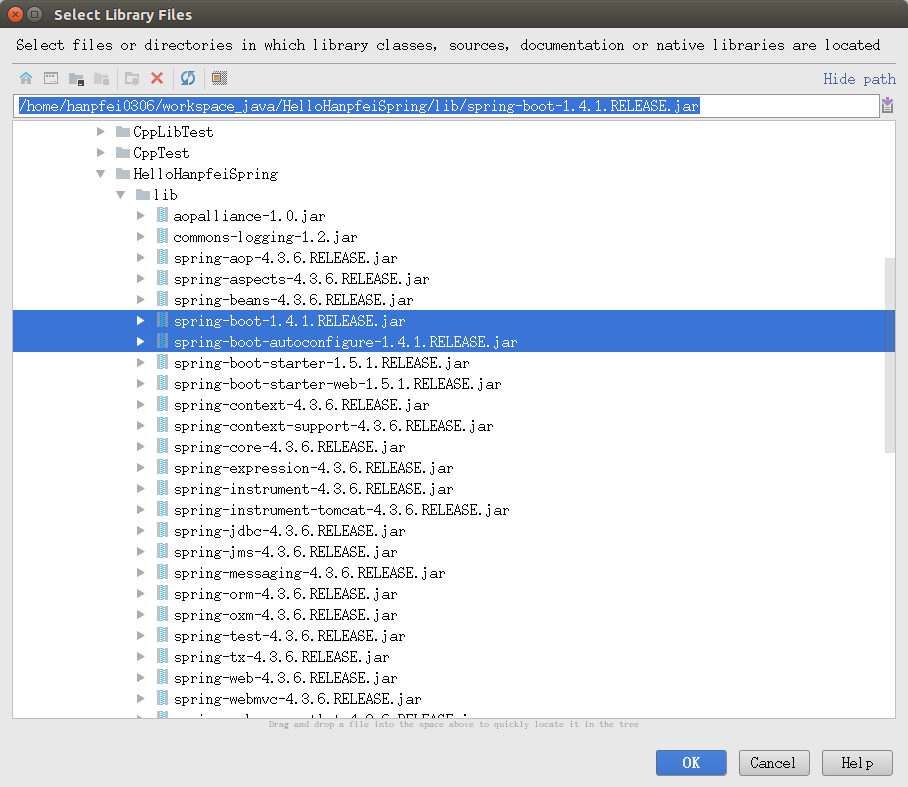 Select Library Files
Select files or directories in which library classes, sources, documentation or native libraries are located
Hide path
/home/hanpfei0306/workspace_java/HelloHanpfeiSpring/lib/spring-boot-1.4.1.RELEASE.jar
CppLibTest
CppTest
HelloHanpfeiSpring
lib
aopalliance-1.0.jar
commons-logging-1.2.jar
spring-aop-4.3.6.RELEASE.jar
spring-aspects-4.3.6.RELEASE.jar
spring-beans-4.3.6.RELEASE.jar
spring-boot-1.4.1.RELEASE.jar
spring-boot-autoconfigure-1.4.1.RELEASE.jar
spring-boot-starter-1.5.1.RELEASE.jar
spring-boot-starter-web-1.5.1.RELEASE.jar
spring-context-4.3.6.RELEASE.jar
spring-context-support-4.3.6.RELEASE.jar
spring-core-4.3.6.RELEASE.jar
spring-expression-4.3.6.RELEASE.jar
spring-instrument-4.3.6.RELEASE.jar
spring-instrument-tomcat-4.3.6.RELEASE.jar
spring-jdbc-4.3.6.RELEASE.jar
spring-jms-4.3.6.RELEASE.jar
spring-messaging-4.3.6.RELEASE.jar
spring-orm-4.3.6.RELEASE.jar
spring-oxm-4.3.6.RELEASE.jar
spring-test-4.3.6.RELEASE.jar
spring-tx-4.3.6.RELEASE.jar
spring-web-4.3.6.RELEASE.jar
spring-webmvc-4.3.6.RELEASE.jar
Drag and drop a file into the space above to quickly locate it in the tree
OK
Cancel
Help